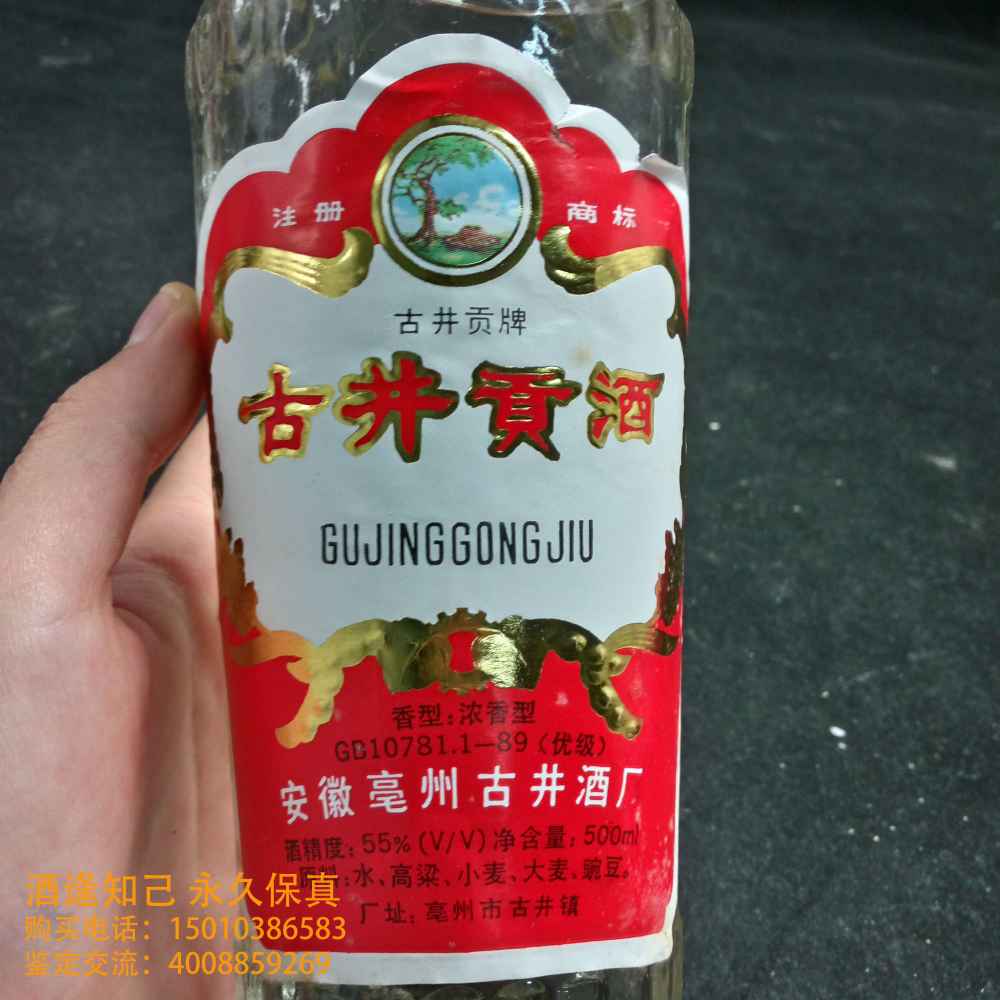 注册 商标
古井贡牌
古井貢酒
GUJINGGONGJIU
香型:浓香型
GB10781.1—89(优级)
安徽亳州古井酒厂
酒精度:55%(V/V)净含量:500ml
原料:水、高粱、小麦、大麦、豌豆。
厂址:亳州市古井镇
酒逢知己 永久保真
购买电话:15010386583
鉴定交流:4008859269